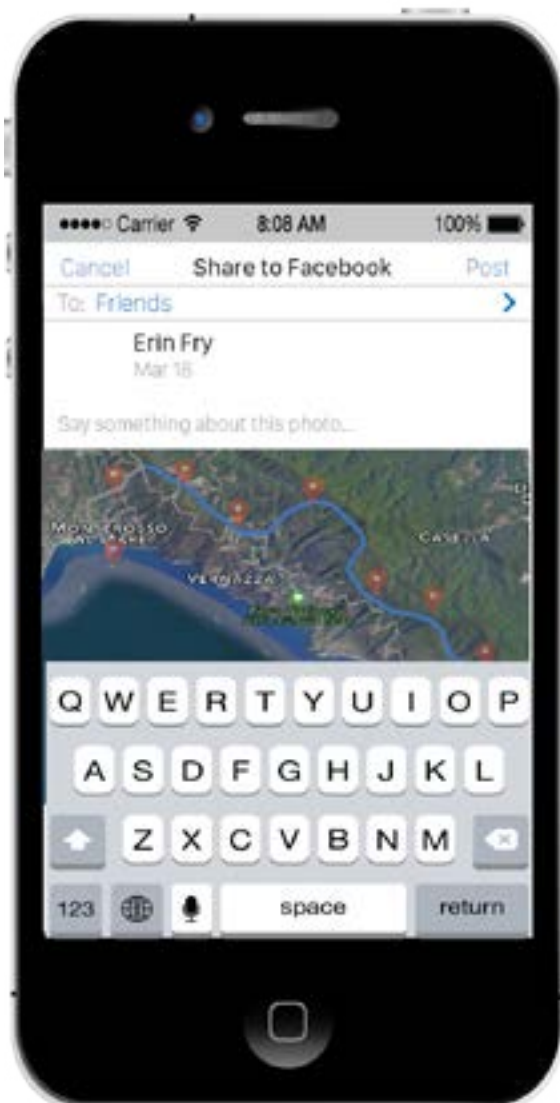 Carrier 8:08 AM 100%
Cancel Share to Facebook Post
To: Friends
Erin Fry
Mar 18
Say something about this photo...
CASELLA
VERNAZZA
Q W E R T Y U I O P
A S D F G H J K L
Z X C V B N M
123 space return